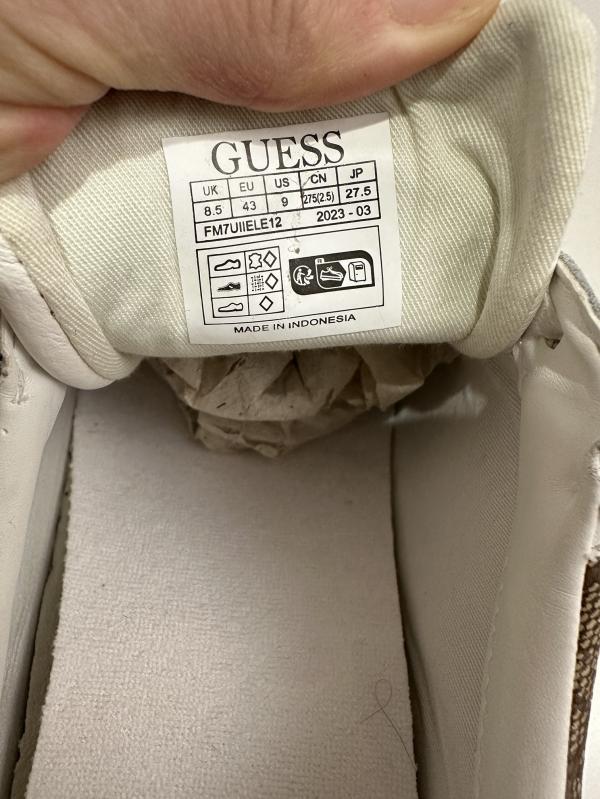 GUESS
UK EU US CN JP
8.5 43 9 275(2.5) 27.5
FM7UIIELE12 2023 - 03
MADE IN INDONESIA